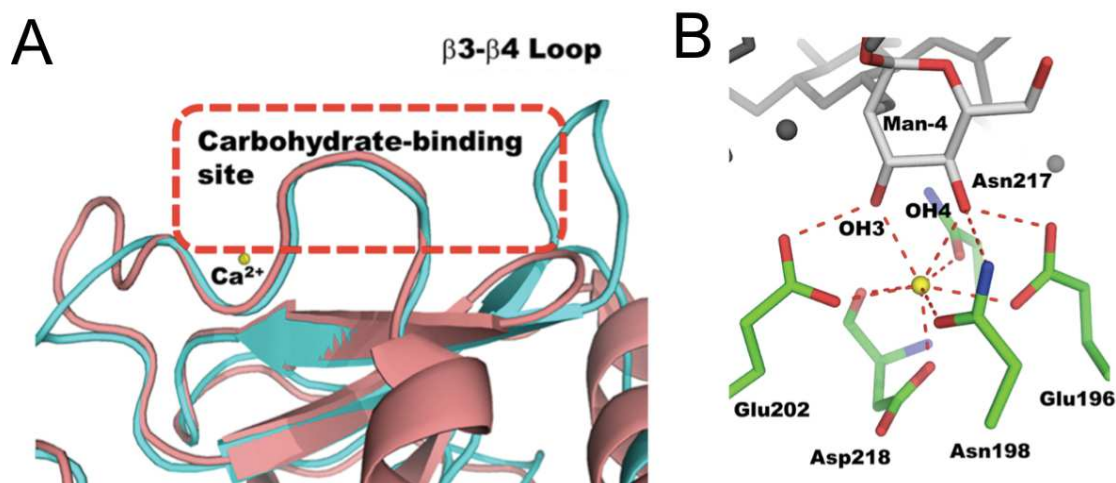 A
β3-β4 Loop
Carbohydrate-binding
site
Ca²⁺
B
Man-4
Asn217
OH3
OH4
Glu202
Glu196
Asp218
Asn198